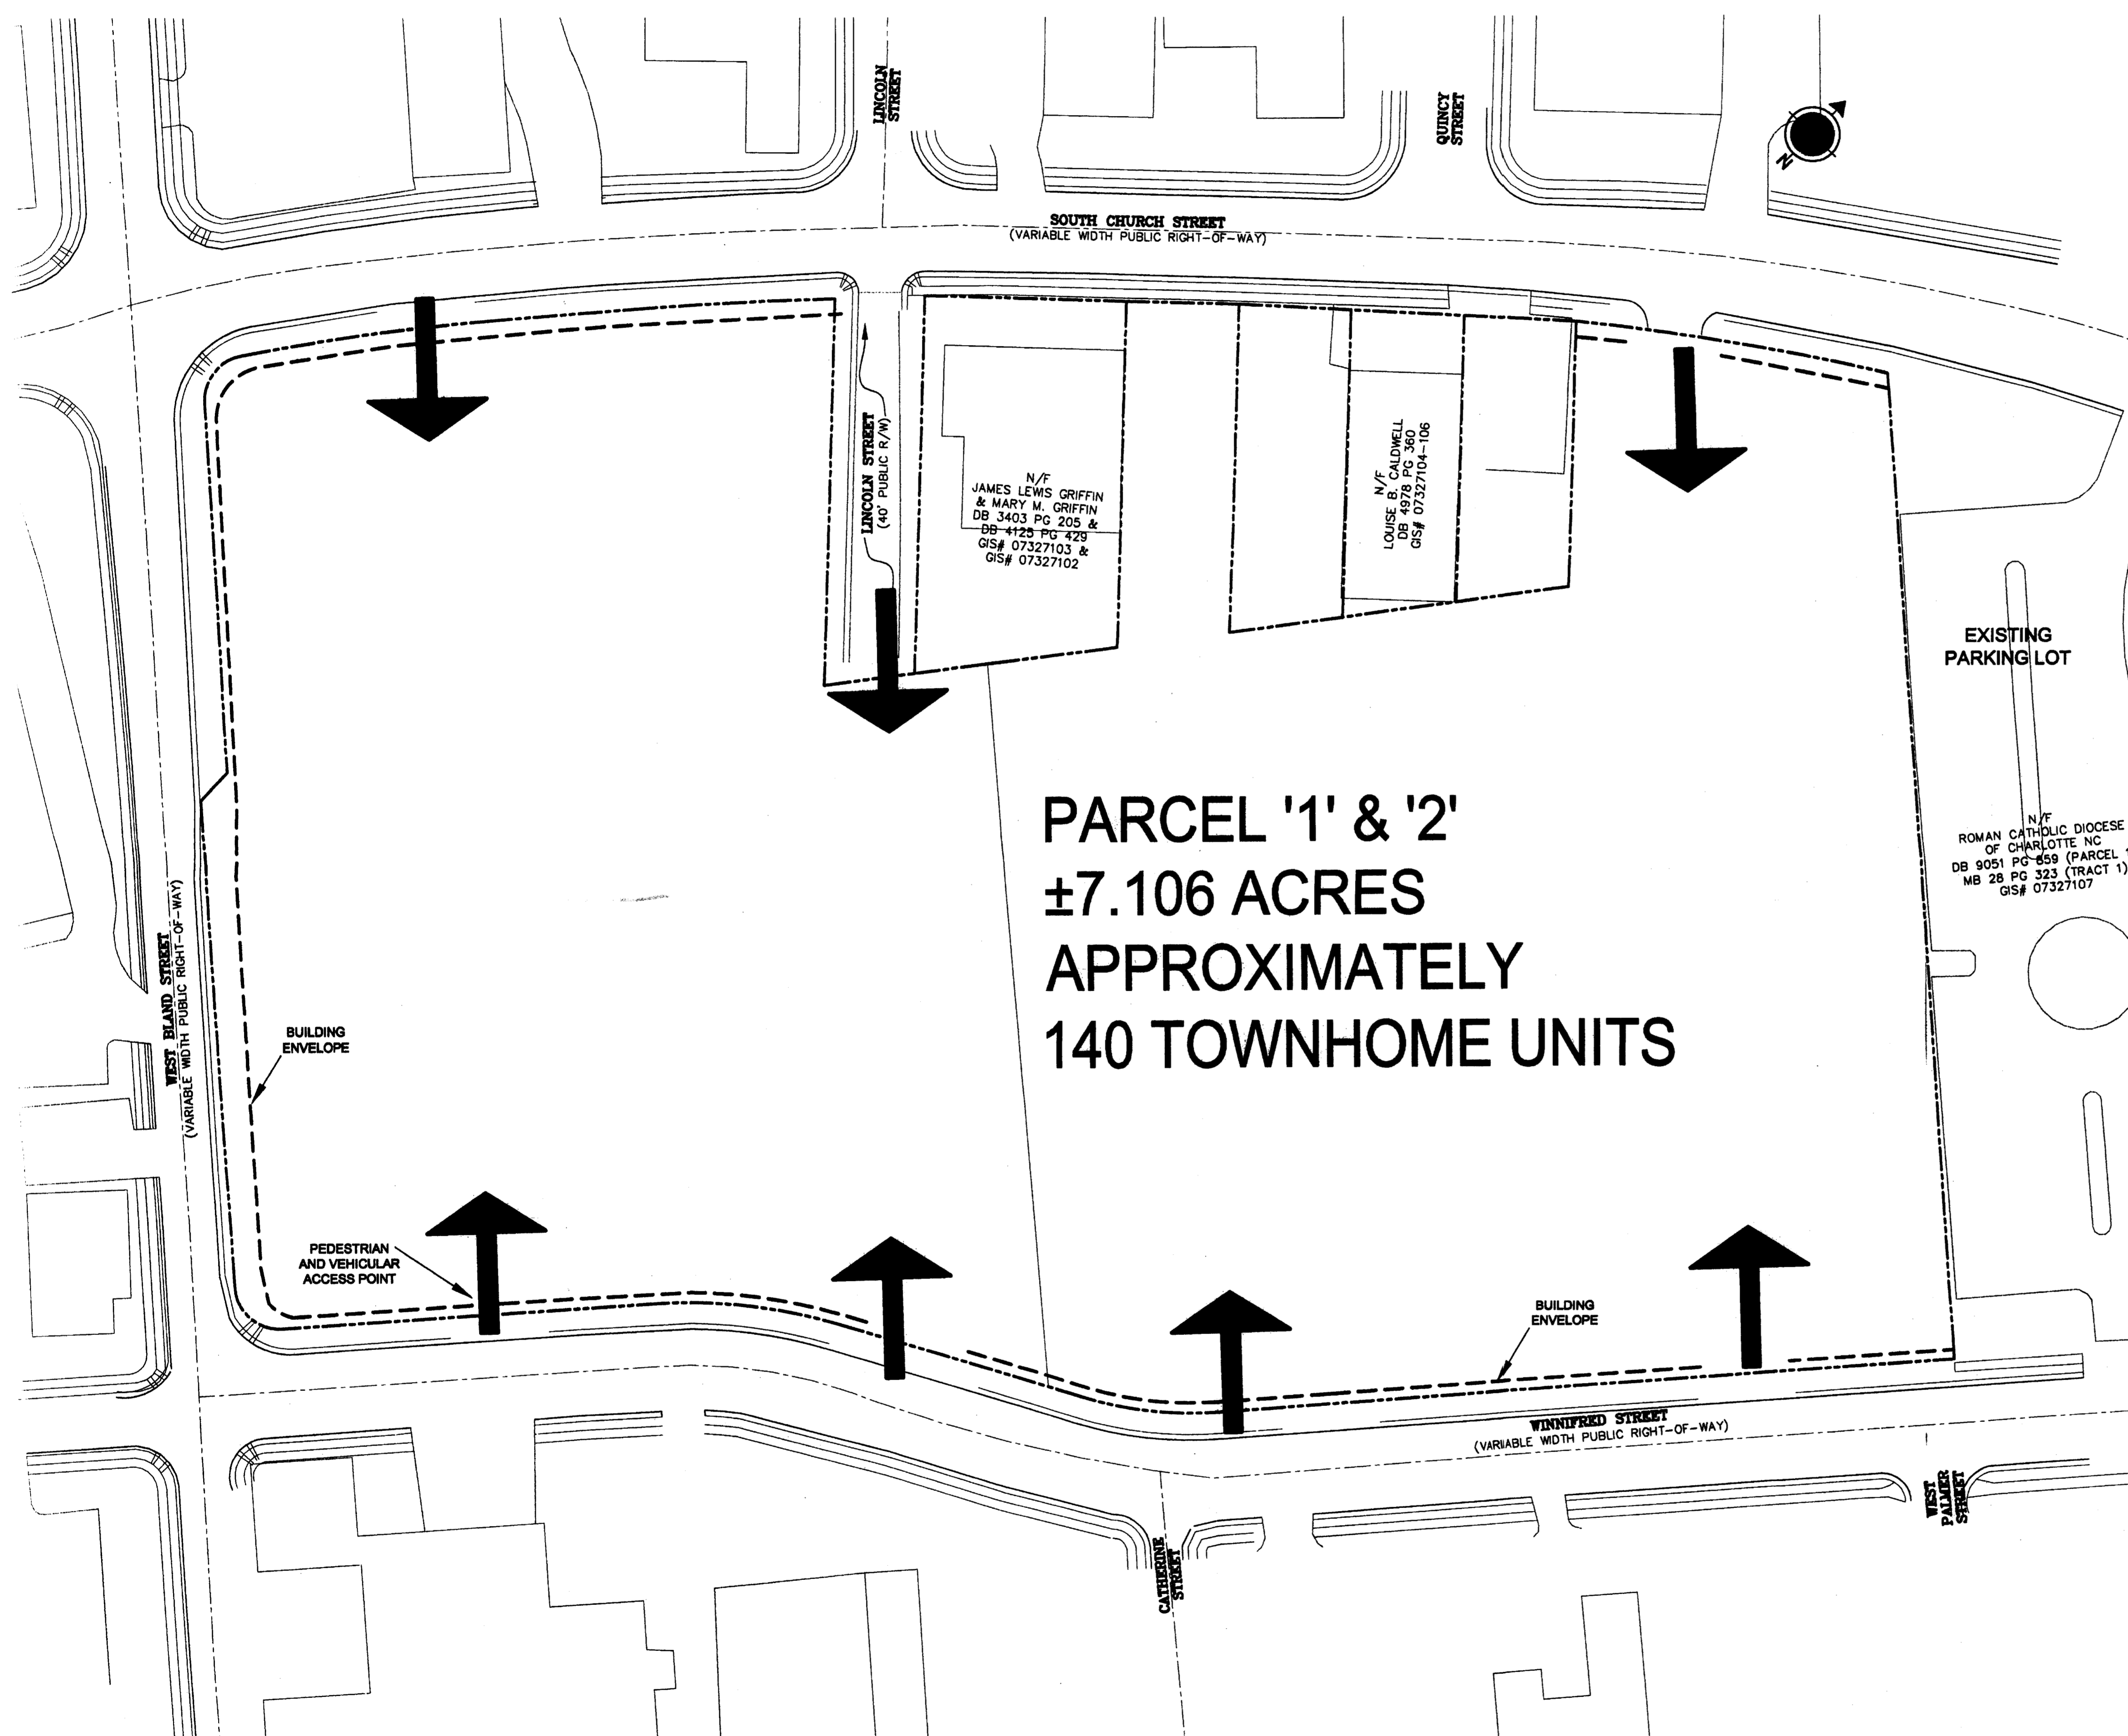 LINCOLN
STREET
QUINCY
STREET
N
SOUTH CHURCH STREET
(VARIABLE WIDTH PUBLIC RIGHT-OF-WAY)
LINCOLN STREET
(40' PUBLIC R/W)
N/F
JAMES LEWIS GRIFFIN
& MARY M. GRIFFIN
DB 3403 PG 205 &
DB 4125 PG 429
GIS# 07327103 &
GIS# 07327102
N/F
LOUISE B. CALDWELL
DB 4978 PG 360
GIS# 07327104-106
EXISTING
PARKING LOT
N/F
ROMAN CATHOLIC DIOCESE
OF CHARLOTTE NC
DB 9051 PG 659 (PARCEL 1
MB 28 PG 323 (TRACT 1)
GIS# 07327107
PARCEL '1' & '2'
±7.106 ACRES
APPROXIMATELY
140 TOWNHOME UNITS
WEST BLAND STREET
(VARIABLE WIDTH PUBLIC RIGHT-OF-WAY)
BUILDING
ENVELOPE
PEDESTRIAN
AND VEHICULAR
ACCESS POINT
BUILDING
ENVELOPE
WINNIFRED STREET
(VARIABLE WIDTH PUBLIC RIGHT-OF-WAY)
WEST
PALMER
STREET
CATHERINE
STREET